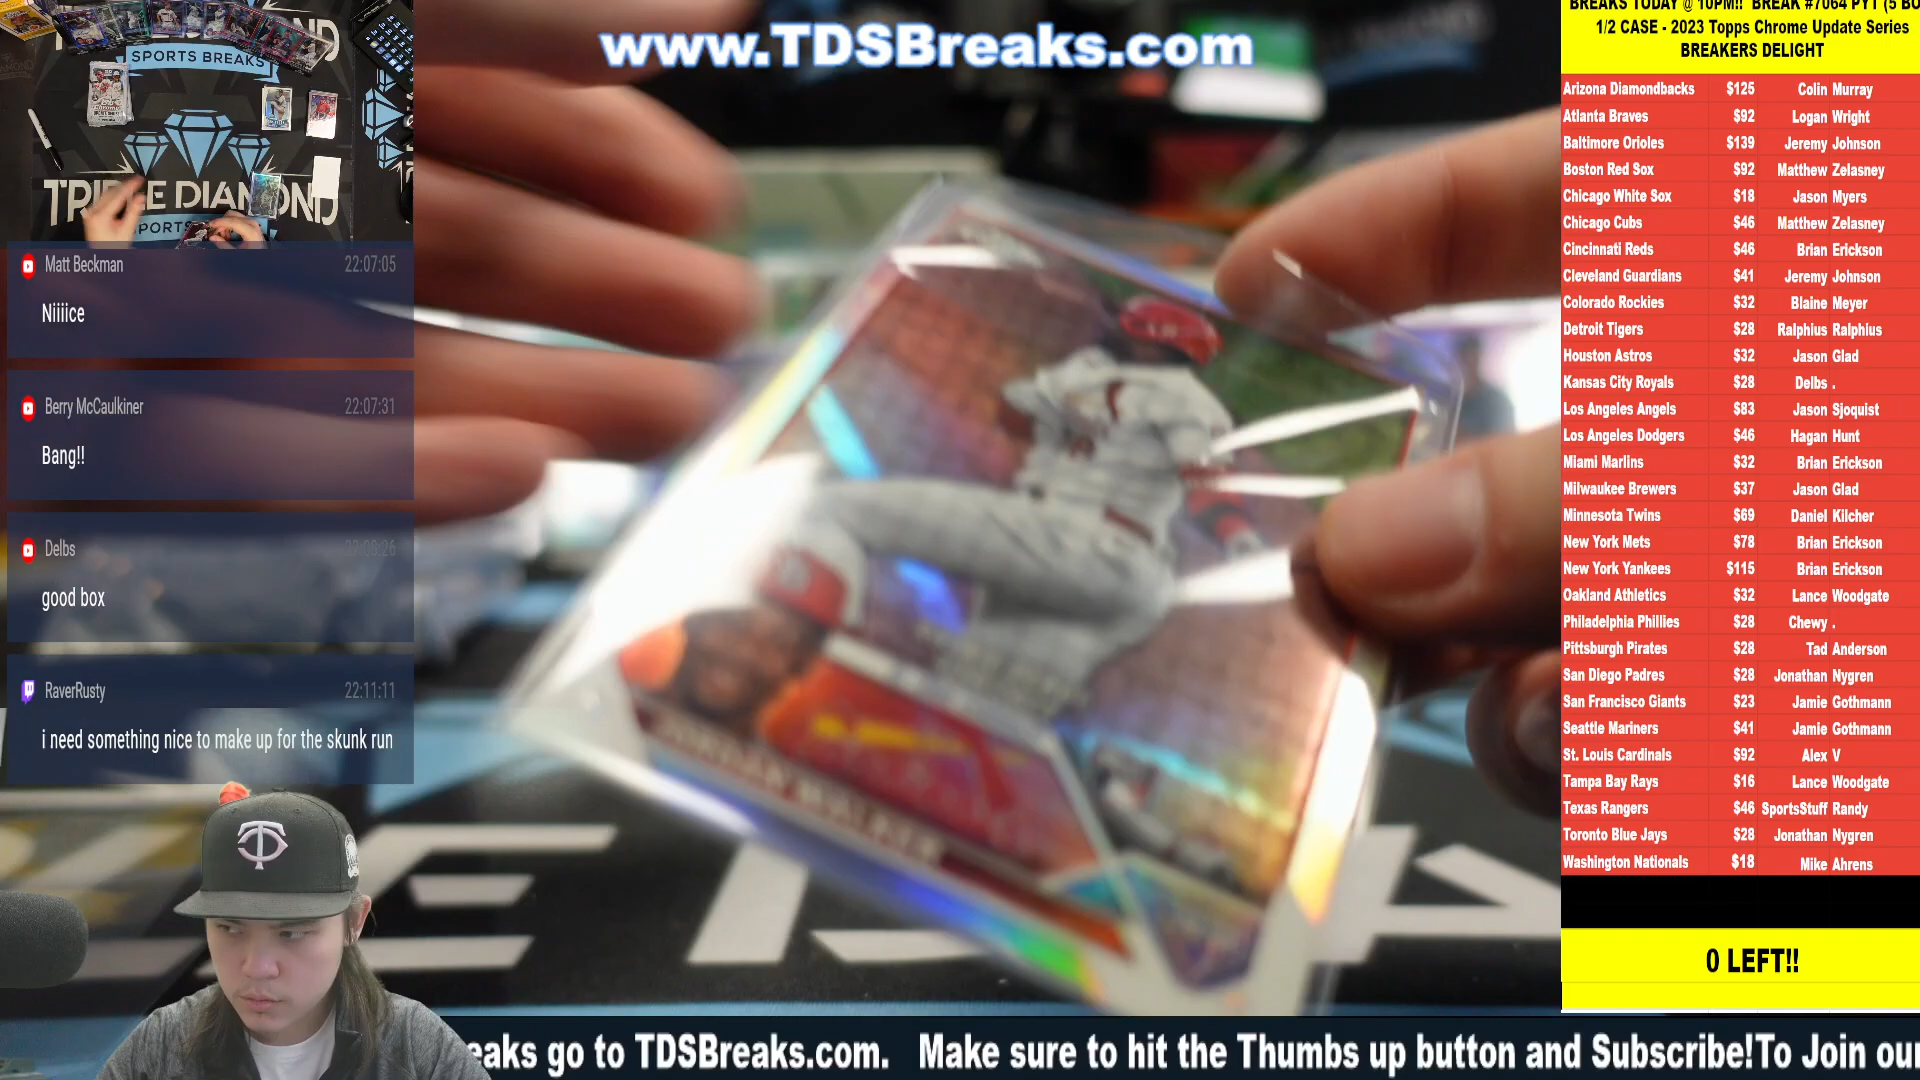 www.TDSBreaks.com
SPORTS BREAKS
TRIPLE DIAMOND
Matt Beckman 22:07:05
Niiiice
Berry McCaulkiner 22:07:31
Bang!!
Delbs
good box
RaverRusty 22:11:11
i need something nice to make up for the skunk run
TC
JORDAN WALKER
BREAKS TODAY @ 10PM!! BREAK #7064 PYT (5 BO
1/2 CASE - 2023 Topps Chrome Update Series
BREAKERS DELIGHT
Arizona Diamondbacks $125 Colin Murray
Atlanta Braves $92 Logan Wright
Baltimore Orioles $139 Jeremy Johnson
Boston Red Sox $92 Matthew Zelasney
Chicago White Sox $18 Jason Myers
Chicago Cubs $46 Matthew Zelasney
Cincinnati Reds $46 Brian Erickson
Cleveland Guardians $41 Jeremy Johnson
Colorado Rockies $32 Blaine Meyer
Detroit Tigers $28 Ralphius Ralphius
Houston Astros $32 Jason Glad
Kansas City Royals $28 Delbs .
Los Angeles Angels $83 Jason Sjoquist
Los Angeles Dodgers $46 Hagan Hunt
Miami Marlins $32 Brian Erickson
Milwaukee Brewers $37 Jason Glad
Minnesota Twins $69 Daniel Kilcher
New York Mets $78 Brian Erickson
New York Yankees $115 Brian Erickson
Oakland Athletics $32 Lance Woodgate
Philadelphia Phillies $28 Chewy .
Pittsburgh Pirates $28 Tad Anderson
San Diego Padres $28 Jonathan Nygren
San Francisco Giants $23 Jamie Gothmann
Seattle Mariners $41 Jamie Gothmann
St. Louis Cardinals $92 Alex V
Tampa Bay Rays $16 Lance Woodgate
Texas Rangers $46 SportsStuff Randy
Toronto Blue Jays $28 Jonathan Nygren
Washington Nationals $18 Mike Ahrens
0 LEFT!!
eaks go to TDSBreaks.com. Make sure to hit the Thumbs up button and Subscribe!To Join our